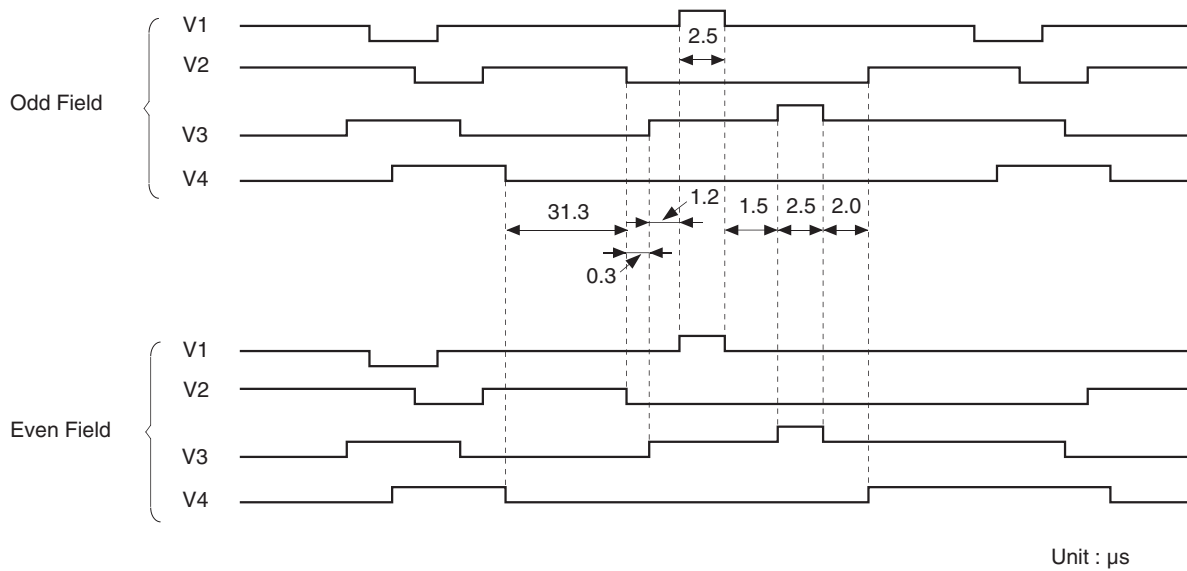 V1
2.5
V2
Odd Field
V3
V4
1.2
31.3
1.5
2.5
2.0
0.3
V1
V2
Even Field
V3
V4
Unit : μs